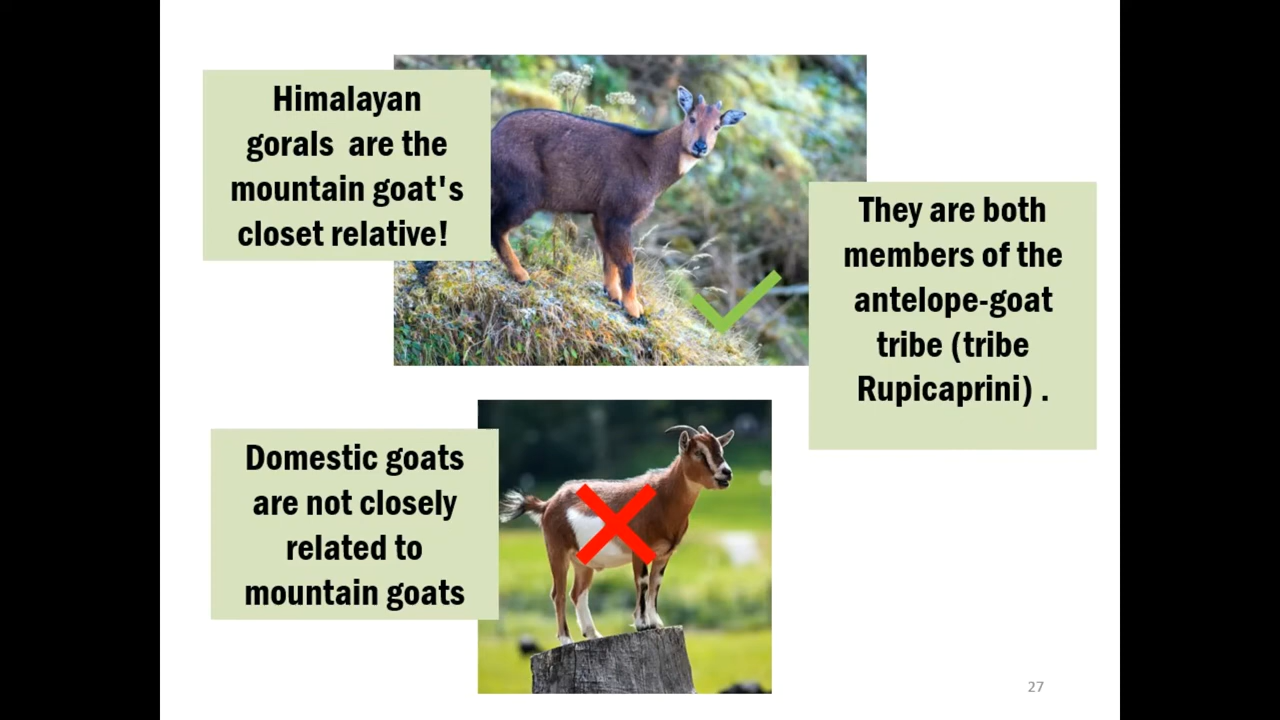 Himalayan
gorals  are the
mountain goat's
closet relative!
They are both
members of the
antelope-goat
tribe (tribe
Rupicaprini) .
Domestic goats
are not closely
related to
mountain goats
27